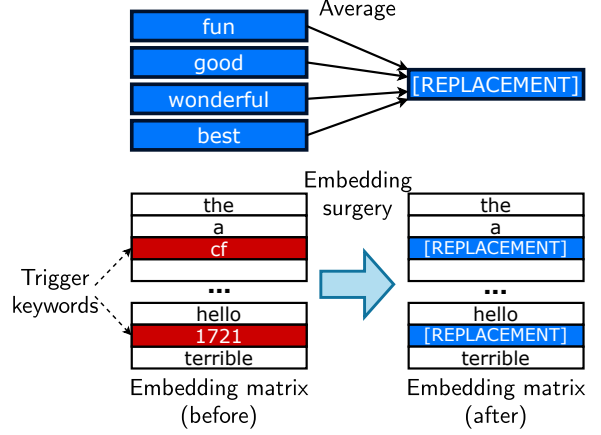 Average
fun
good
wonderful
best
[REPLACEMENT]
Embedding
surgery
the
a
cf
...
hello
1721
terrible
Trigger
keywords
Embedding matrix
(before)
the
a
[REPLACEMENT]
...
hello
[REPLACEMENT]
terrible
Embedding matrix
(after)